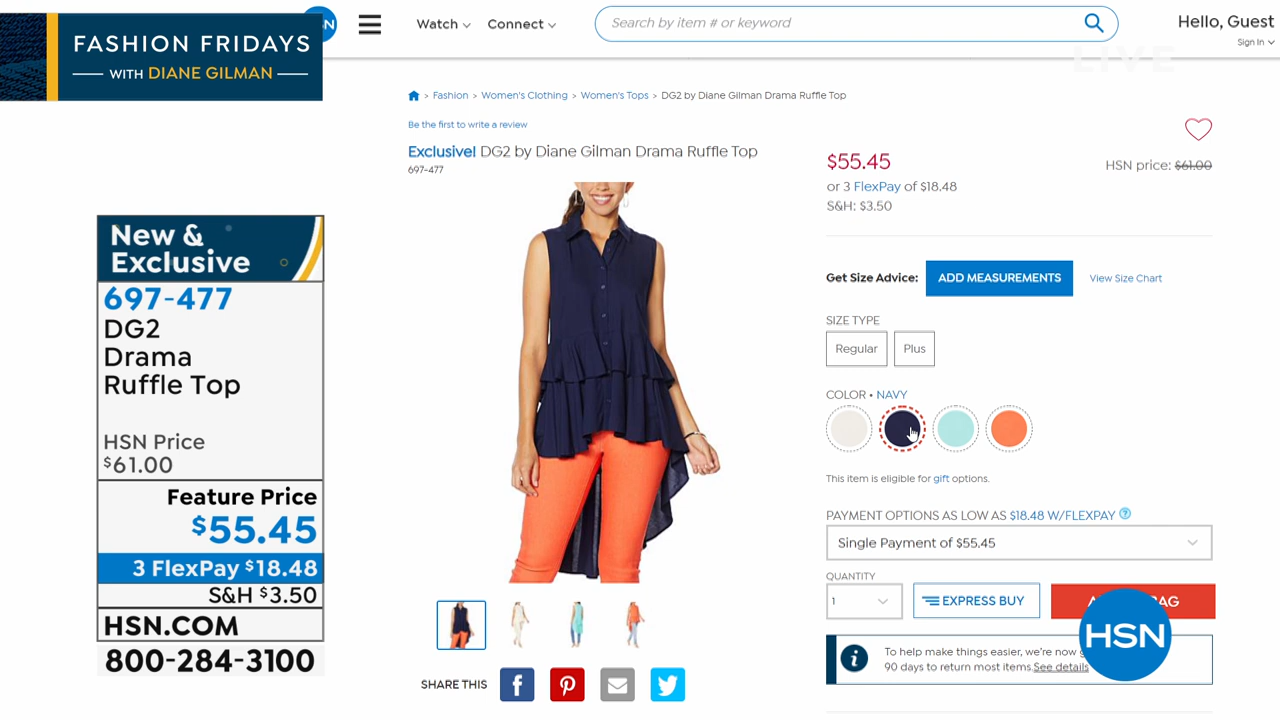 FASHION FRIDAYS
WITH DIANE GILMAN
Watch
Connect
Search by item # or keyword
Hello, Guest
Sign In
LIVE
> Fashion > Women's Clothing > Women's Tops > DG2 by Diane Gilman Drama Ruffle Top
Be the first to write a review
Exclusive! DG2 by Diane Gilman Drama Ruffle Top
697-477
$55.45
HSN price: $61.00
or 3 FlexPay of $18.48
S&H: $3.50
Get Size Advice: ADD MEASUREMENTS View Size Chart
SIZE TYPE
Regular Plus
COLOR • NAVY
This item is eligible for gift options.
PAYMENT OPTIONS AS LOW AS $18.48 W/FLEXPAY ?
Single Payment of $55.45
QUANTITY
1
EXPRESS BUY
To help make things easier, we're now
90 days to return most items. See details
HSN
SHARE THIS
New &
Exclusive
697-477
DG2
Drama
Ruffle Top
HSN Price
$61.00
Feature Price
$55.45
3 FlexPay $18.48
S&H $3.50
HSN.COM
800-284-3100